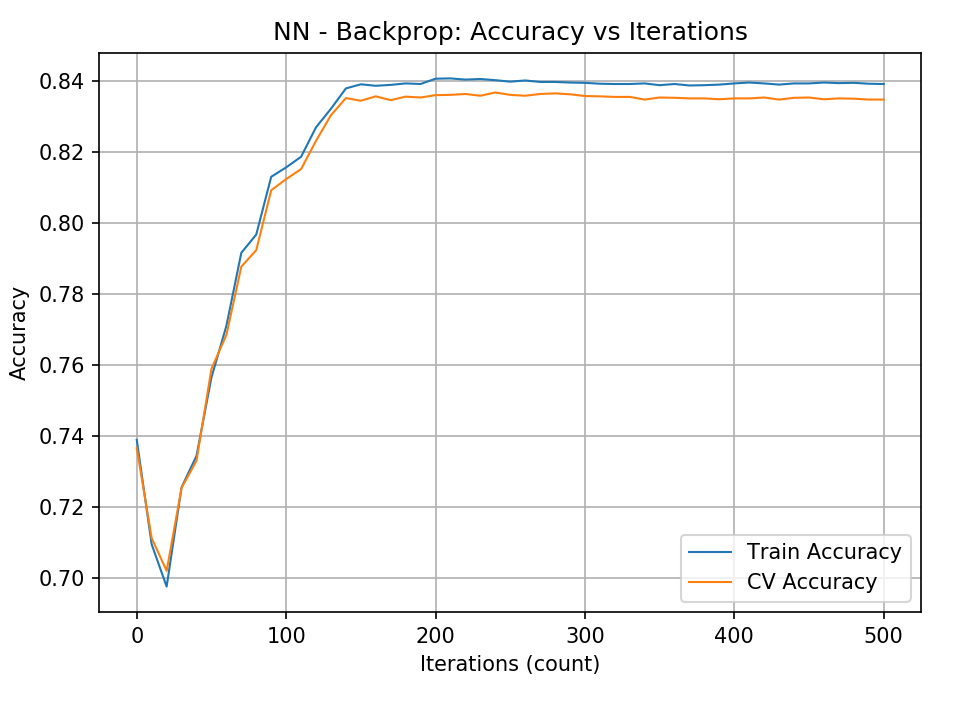 NN - Backprop: Accuracy vs Iterations
0.84
0.82
0.80
0.78
0.76
0.74
0.72
0.70
Accuracy
0 100 200 300 400 500
Iterations (count)
Train Accuracy
CV Accuracy